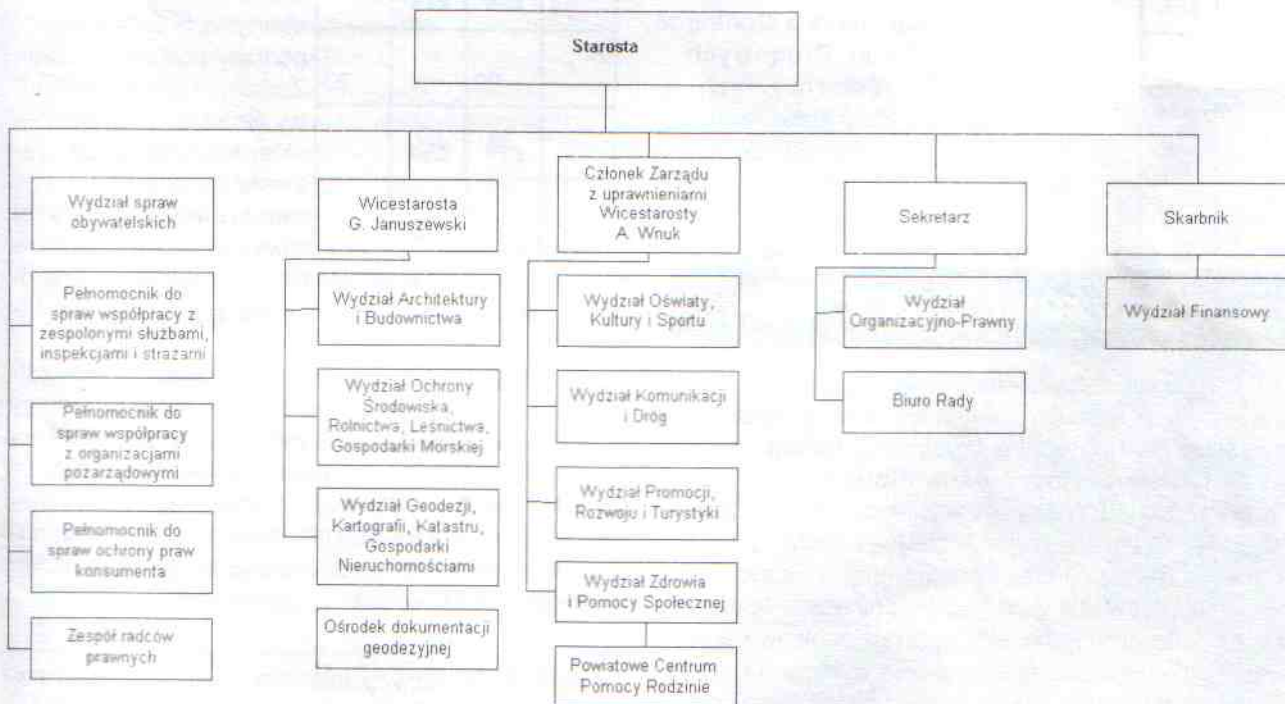 Starosta
Wydział spraw
obywatelskich
Pełnomocnik do
spraw współpracy z
zespolonymi służbami,
inspekcjami i strażami
Pełnomocnik do
spraw współpracy
z organizacjami
pozarządowymi
Pełnomocnik do
spraw ochrony praw
konsumenta
Zespół radców
prawnych
Wicestarosta
G. Januszewski
Wydział Architektury
i Budownictwa
Wydział Ochrony
Środowiska,
Rolnictwa, Leśnictwa,
Gospodarki Morskiej
Wydział Geodezji,
Kartografii, Katastru,
Gospodarki
Nieruchomościami
Ośrodek dokumentacji
geodezyjnej
Członek Zarządu
z uprawnieniami
Wicestarosty
A. Wnuk
Wydział Oświaty,
Kultury i Sportu
Wydział Komunikacji
i Dróg
Wydział Promocji,
Rozwoju i Turystyki
Wydział Zdrowia
i Pomocy Społecznej
Powiatowe Centrum
Pomocy Rodzinie
Sekretarz
Wydział
Organizacyjno-Prawny
Biuro Rady
Skarbnik
Wydział Finansowy